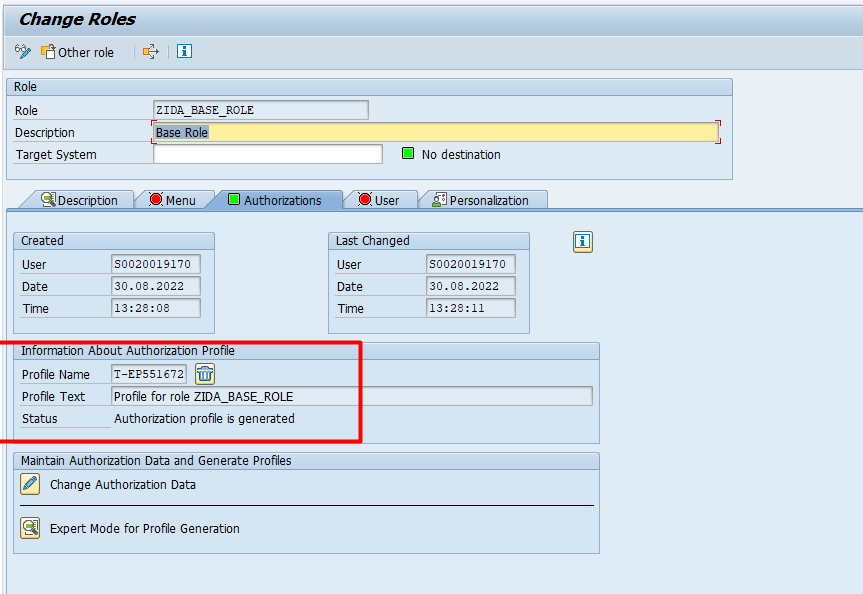 Change Roles
Other role
Role
Role ZIDA_BASE_ROLE
Description Base Role
Target System No destination
Description Menu Authorizations User Personalization
Created Last Changed
User S0020019170 User S0020019170
Date 30.08.2022 Date 30.08.2022
Time 13:28:08 Time 13:28:11
Information About Authorization Profile
Profile Name T-EP551672
Profile Text Profile for role ZIDA_BASE_ROLE
Status Authorization profile is generated
Maintain Authorization Data and Generate Profiles
Change Authorization Data
Expert Mode for Profile Generation